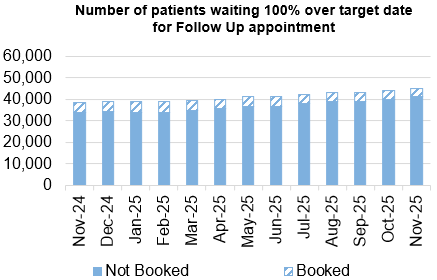 Number of patients waiting 100% over target date
for Follow Up appointment
60,000
50,000
40,000
30,000
20,000
10,000
0
Nov-24
Dec-24
Jan-25
Feb-25
Mar-25
Apr-25
May-25
Jun-25
Jul-25
Aug-25
Sep-25
Oct-25
Nov-25
Not Booked
Booked